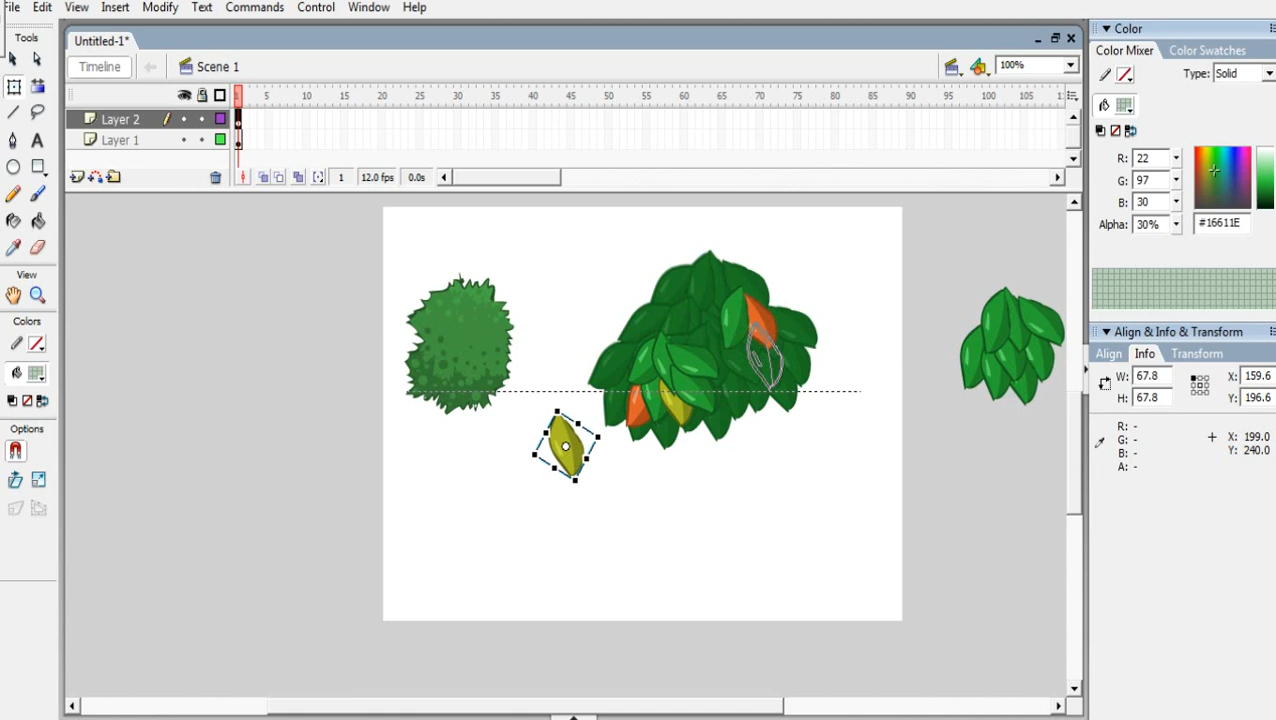 File Edit View Insert Modify Text Commands Control Window Help
Tools
View
Colors
Untitled-1*
Timeline Scene 1 100%
1 5 10 15 20 25 30 35 40 45 50 55 60 65 70 75 80 85 90 95 100 105
Layer 2
Layer 1
1 12.0 fps 0.0s
Color
Color Mixer Color Swatches
Type: Solid
R: 22
G: 97
B: 30
Alpha: 30% #16611E
Align & Info & Transform
Align Info Transform
W: 67.8 X: 159.6
H: 67.8 Y: 196.6
R: -
G: - X: 199.0
B: - Y: 240.0
A: -